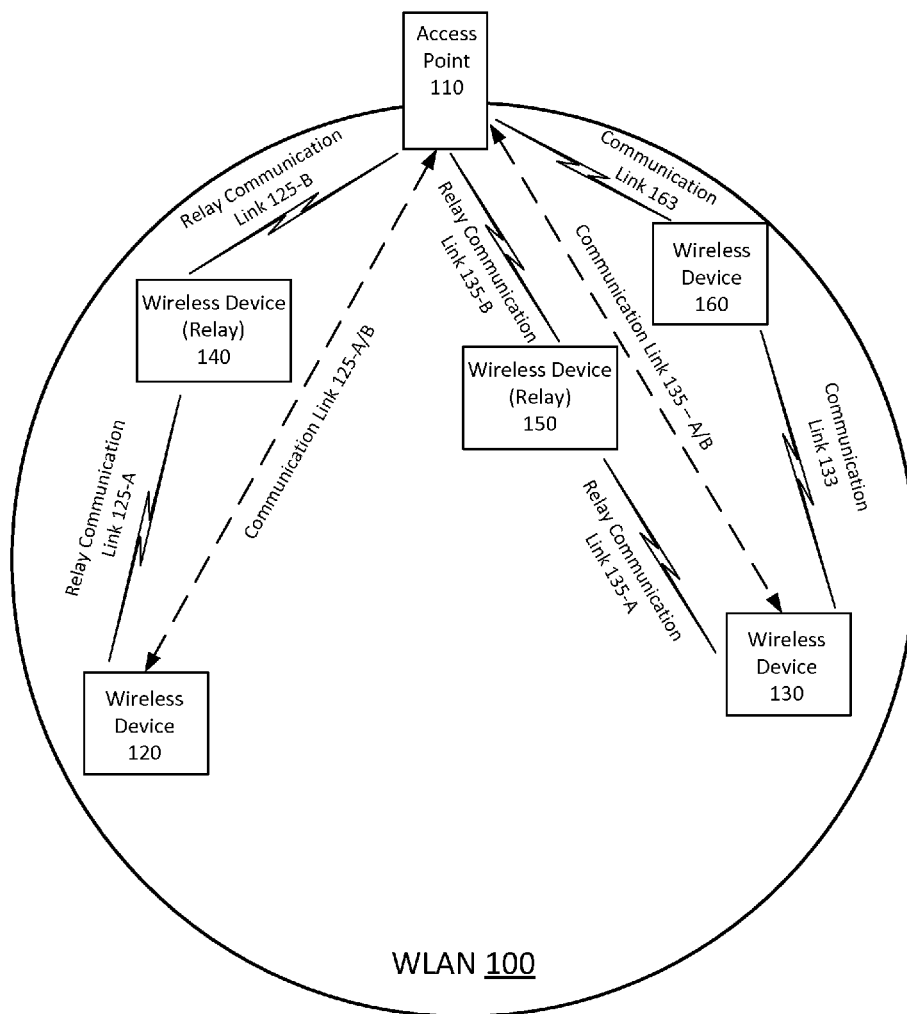 Access
Point
110
Relay Communication
Link 125-B
Communication
Link 163
Relay Communication
Link 135-B
Wireless Device
(Relay)
140
Wireless
Device
160
Communication Link 125-A/B
Communication Link 135 – A/B
Wireless Device
(Relay)
150
Relay Communication
Link 125-A
Communication
Link 133
Relay Communication
Link 135-A
Wireless
Device
120
Wireless
Device
130
WLAN 100